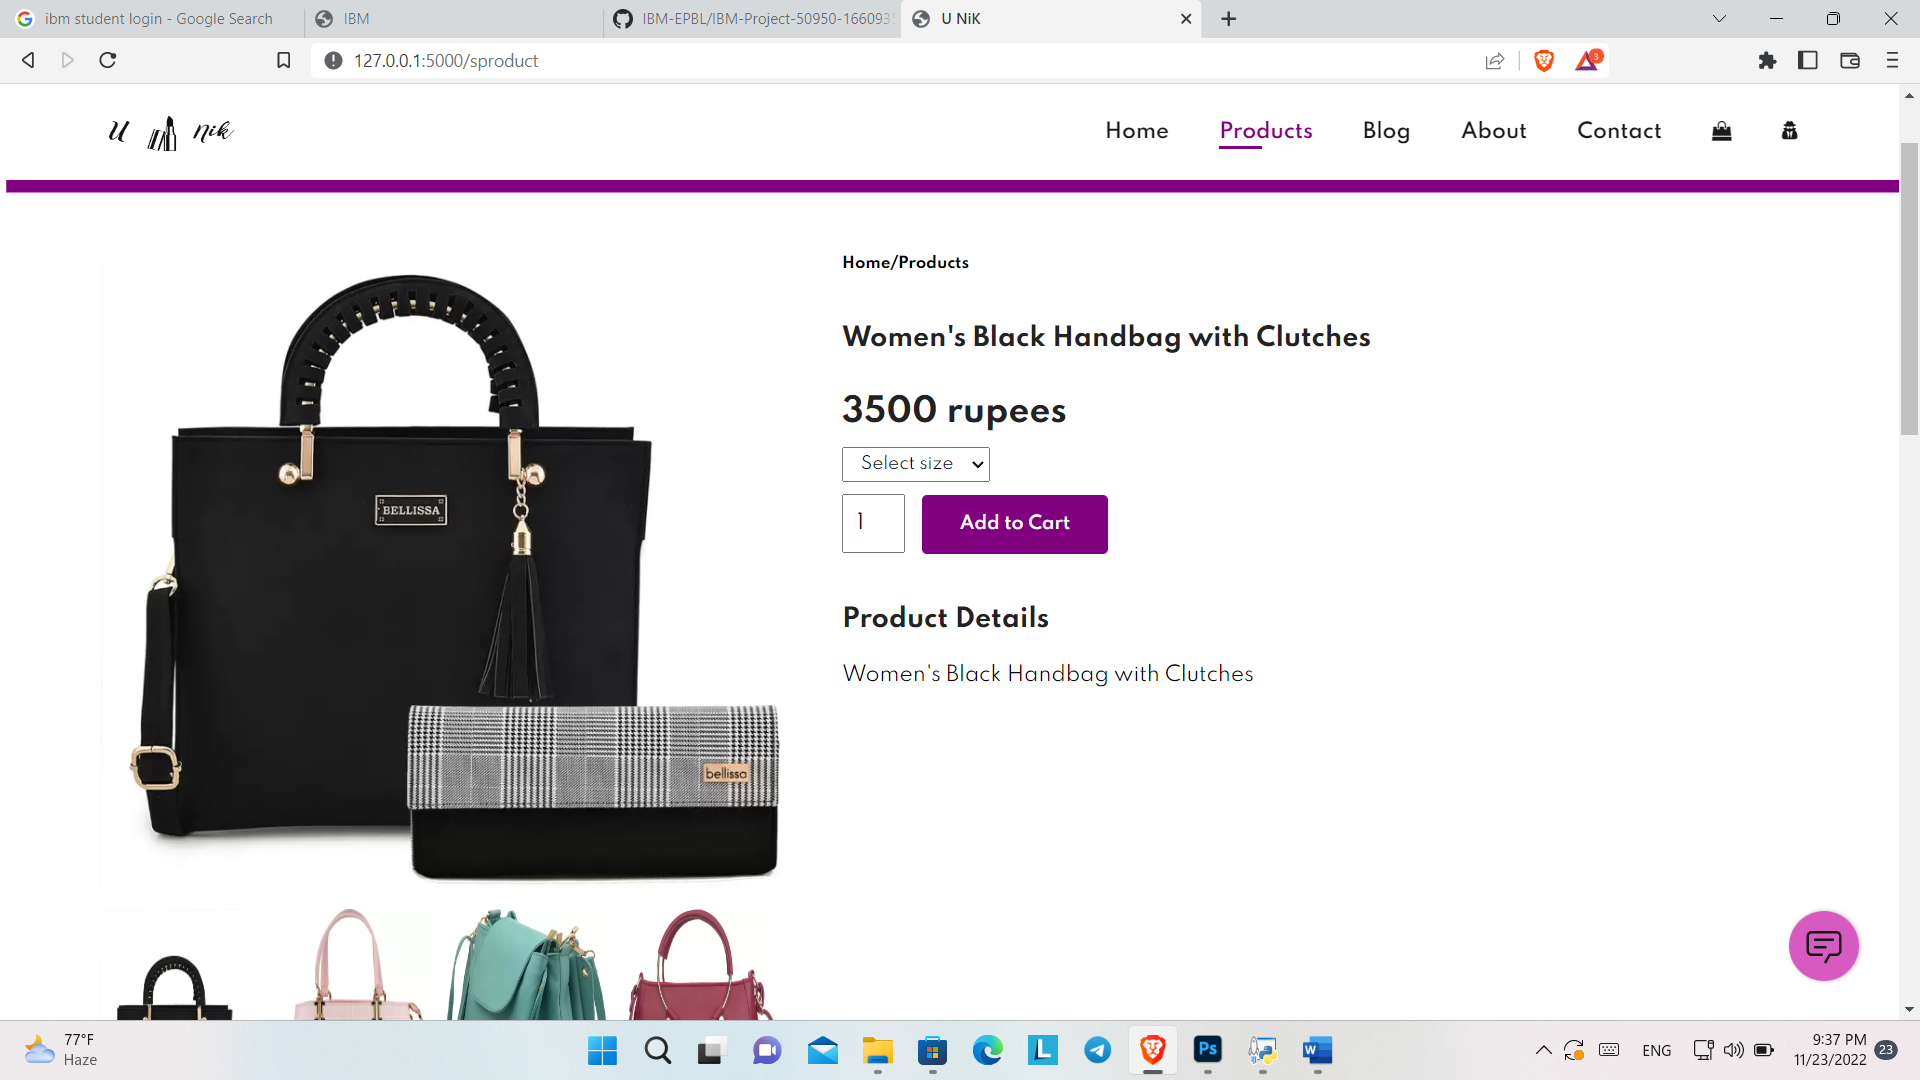 ibm student login - Google Search
IBM
IBM-EPBL/IBM-Project-50950-166093
U NiK
127.0.0.1:5000/sproduct
3
U Nik
Home
Products
Blog
About
Contact
Home/Products
Women's Black Handbag with Clutches
3500 rupees
Select size
1
Add to Cart
Product Details
Women's Black Handbag with Clutches
BELLISSA
bellissa
77°F
Haze
L
Ps
W
ENG
9:37 PM
11/23/2022
23